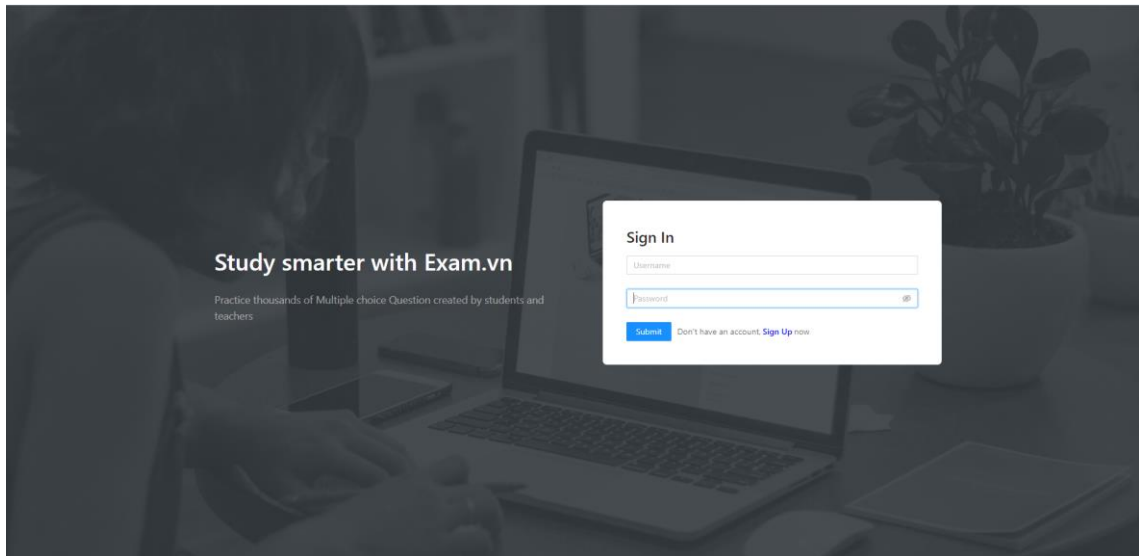 Study smarter with Exam.vn
Practice thousands of Multiple choice Question created by students and
teachers
Sign In
Username
Password
Submit
Don't have an account. Sign Up now